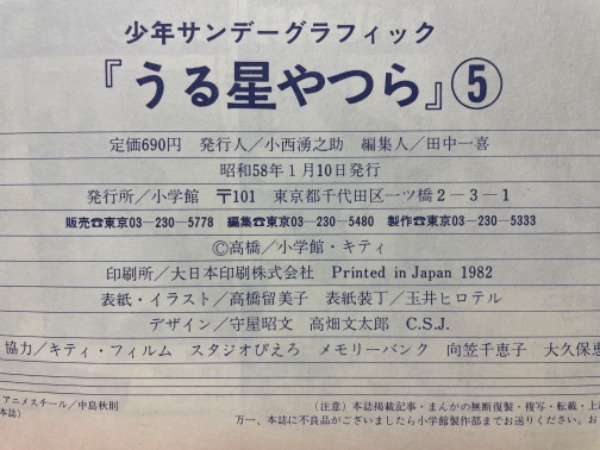 少年サンデーグラフィック
『うる星やつら』⑤
定価690円 発行人／小西湧之助 編集人／田中一喜
昭和58年1月10日発行
発行所／小学館 〒101 東京都千代田区一ツ橋2－3－1
販売☎東京03－230－5778 編集☎東京03－230－5480 製作☎東京03－230－5333
©高橋／小学館・キティ
印刷所／大日本印刷株式会社 Printed in Japan 1982
表紙・イラスト／高橋留美子 表紙装丁／玉井ヒロテル
デザイン／守屋昭文 高畑文太郎 C.S.J.
協力／キティ・フィルム スタジオぴえろ メモリーバンク 向笠千恵子 大久保恵
アニメスチール／中島秋則
本誌）
（注意）本誌掲載記事・まんがの無断複製・複写・転載・上
万一、本誌に不良品がございましたら小学館製作部までお送りください。お